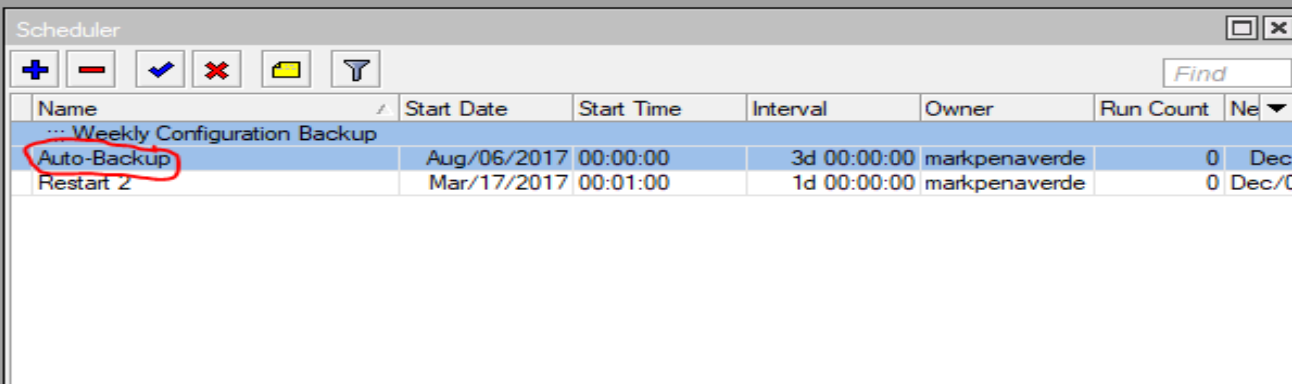 Scheduler
Find
Name Start Date Start Time Interval Owner Run Count Ne
::: Weekly Configuration Backup
Auto-Backup Aug/06/2017 00:00:00 3d 00:00:00 markpenaverde 0 Dec
Restart 2 Mar/17/2017 00:01:00 1d 00:00:00 markpenaverde 0 Dec/0